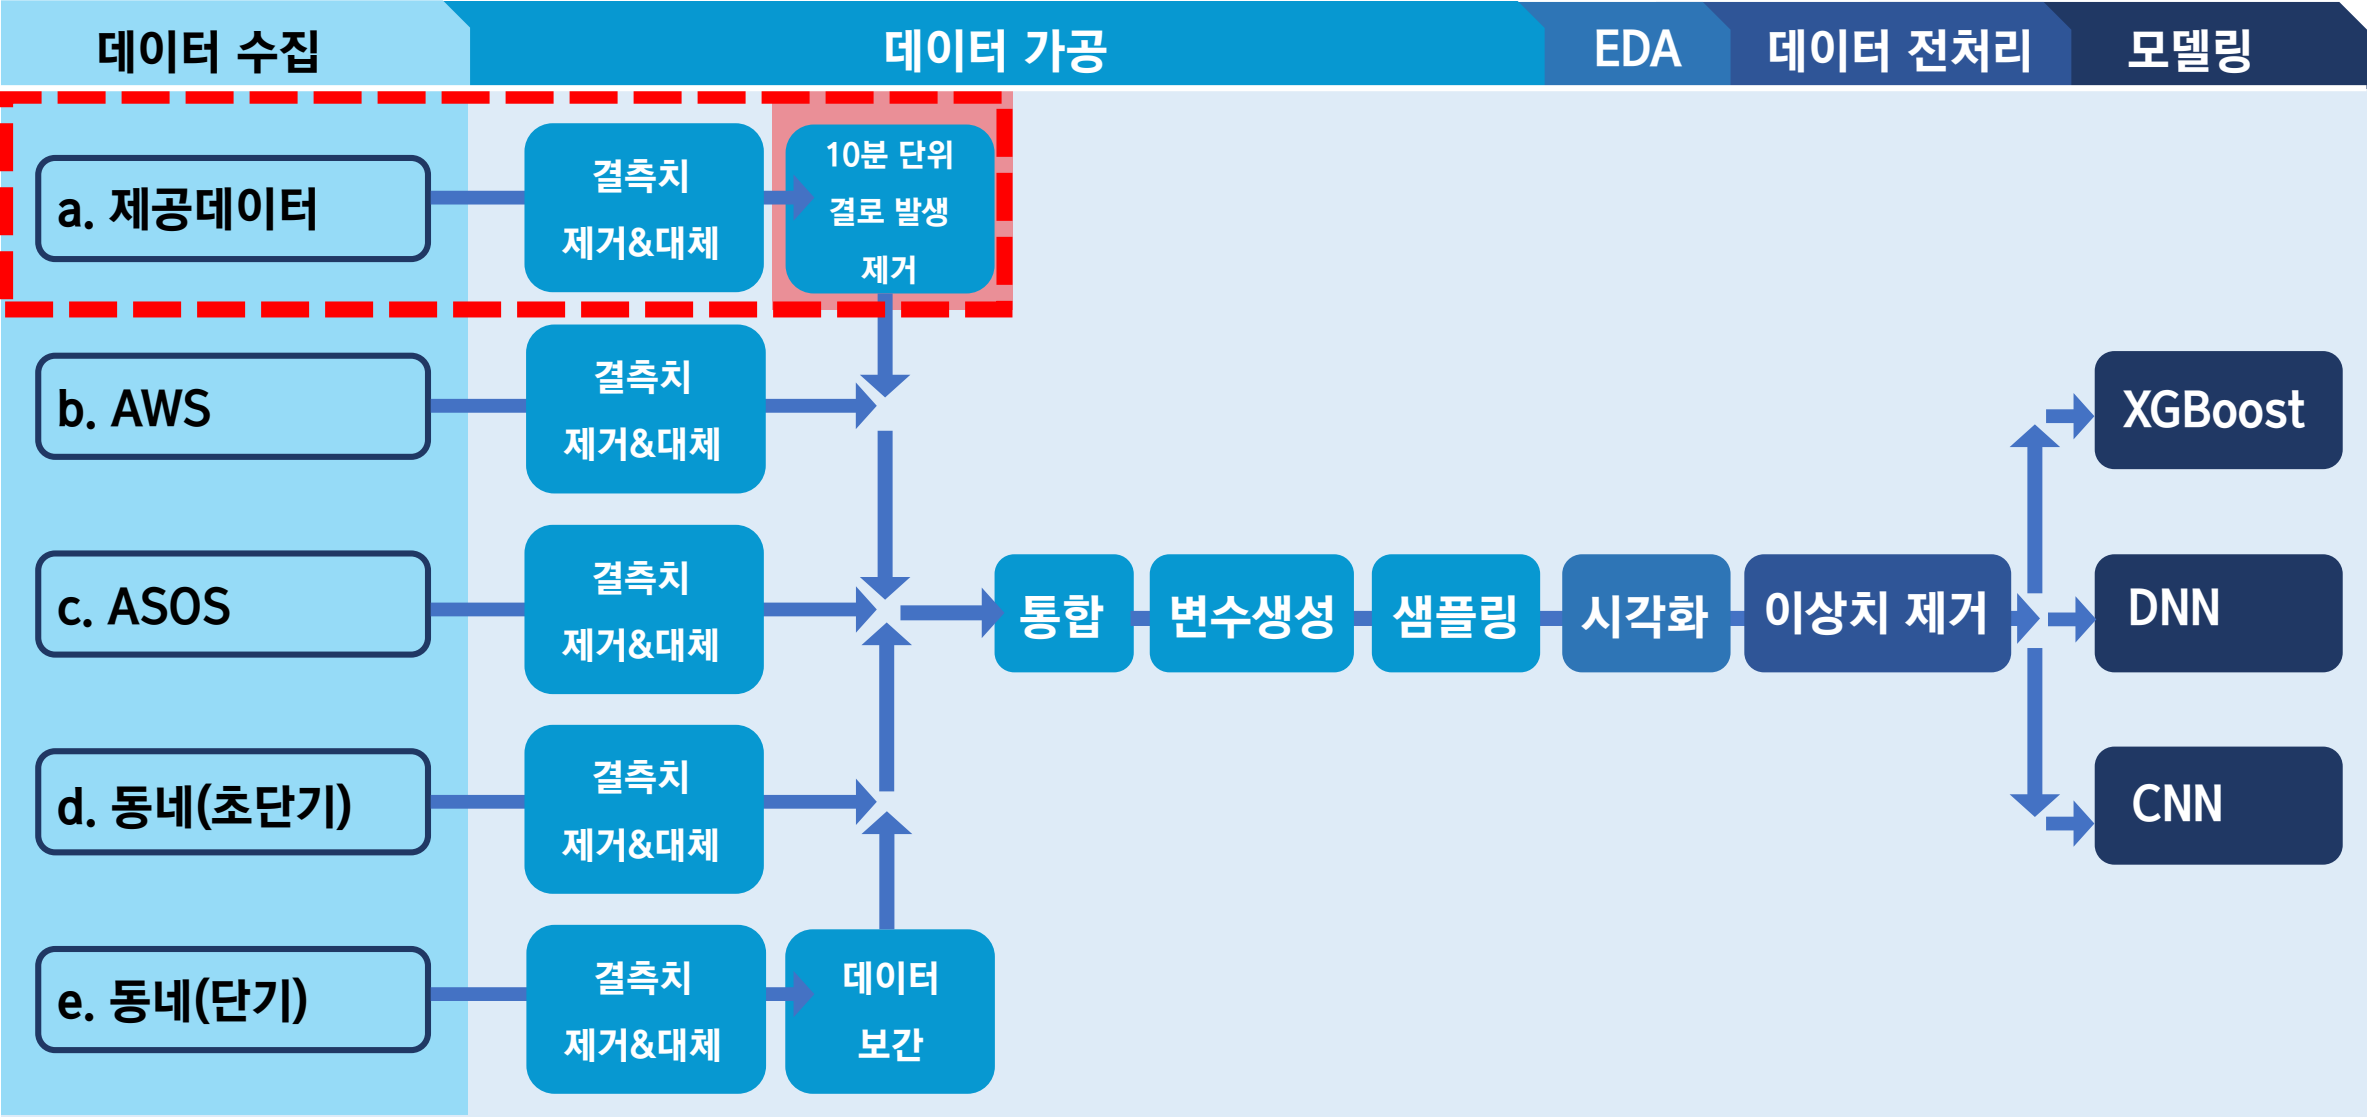 데이터 수집
데이터 가공
EDA
데이터 전처리
모델링
a. 제공데이터
결측치
제거&대체
10분 단위
결로 발생
제거
b. AWS
결측치
제거&대체
c. ASOS
결측치
제거&대체
통합
변수생성
샘플링
시각화
이상치 제거
XGBoost
DNN
CNN
d. 동네(초단기)
결측치
제거&대체
e. 동네(단기)
결측치
제거&대체
데이터
보간